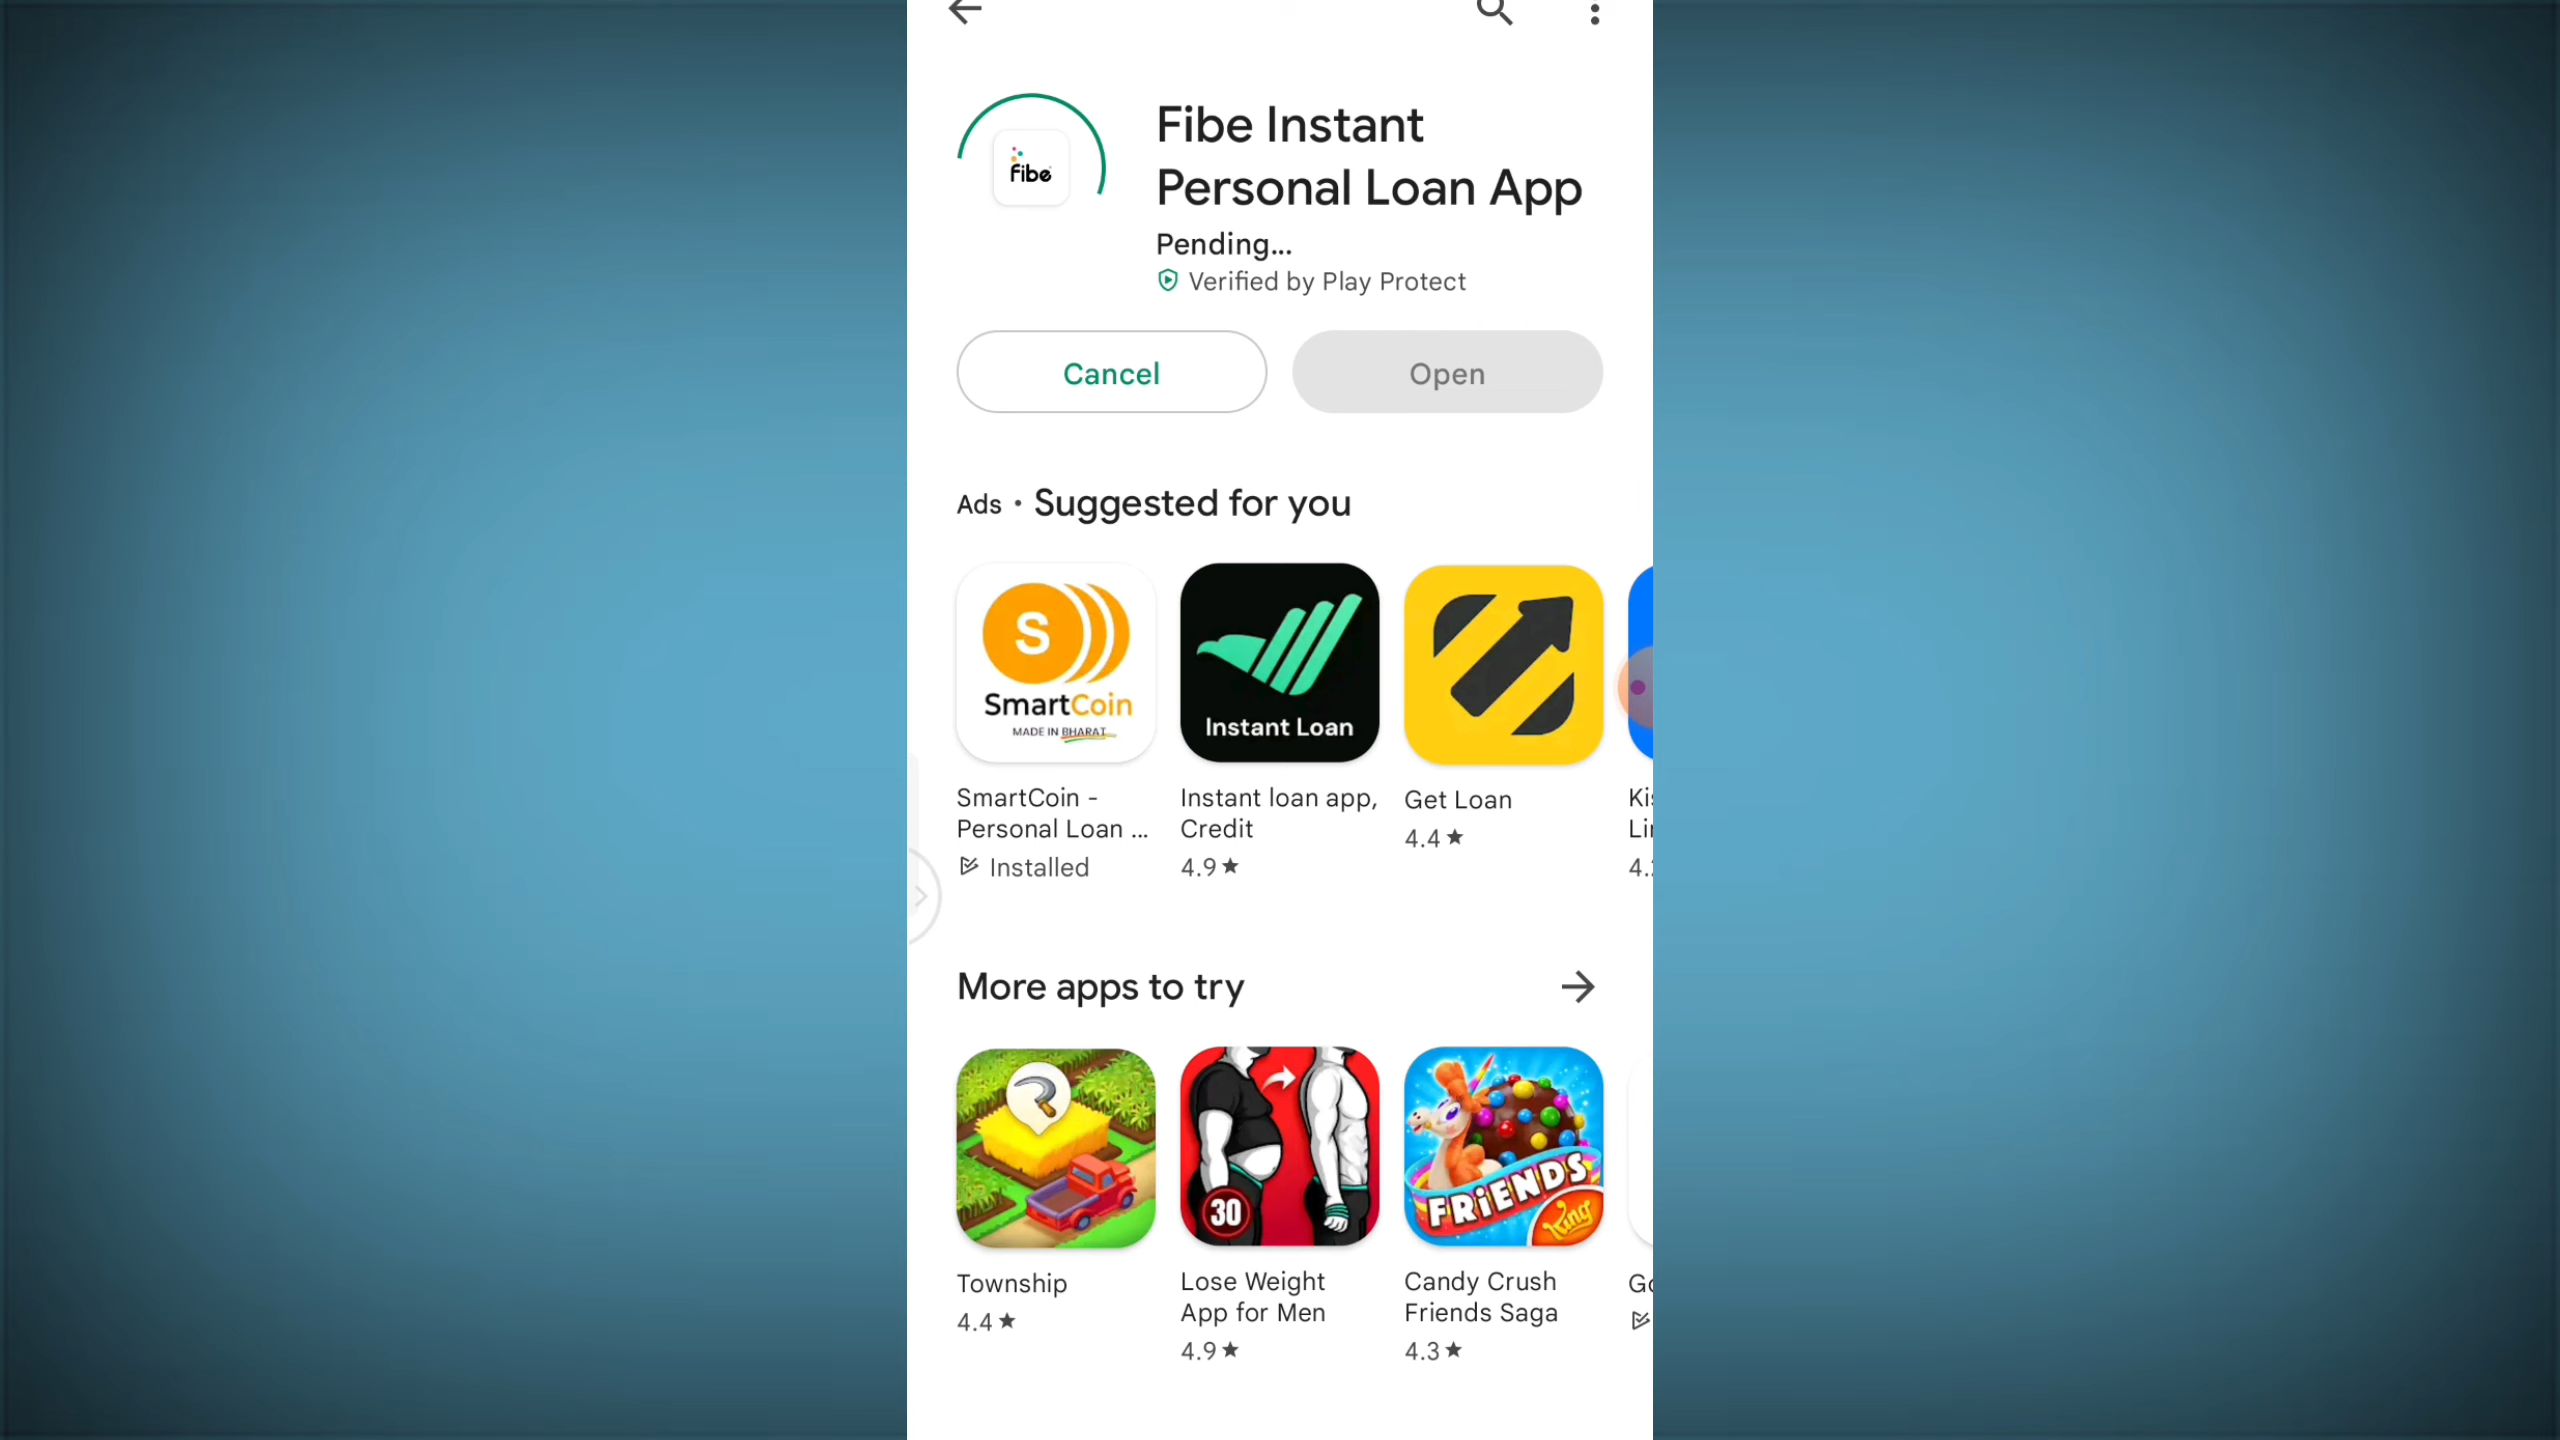 fibe
Fibe Instant
Personal Loan App
Pending...
Verified by Play Protect
Cancel
Open
Ads • Suggested for you
S
SmartCoin
MADE IN BHARAT
Instant Loan
SmartCoin -
Personal Loan ...
Installed
Instant loan app,
Credit
4.9★
Get Loan
4.4★
More apps to try
30
FRiENDS
King
Township
4.4★
Lose Weight
App for Men
4.9★
Candy Crush
Friends Saga
4.3★